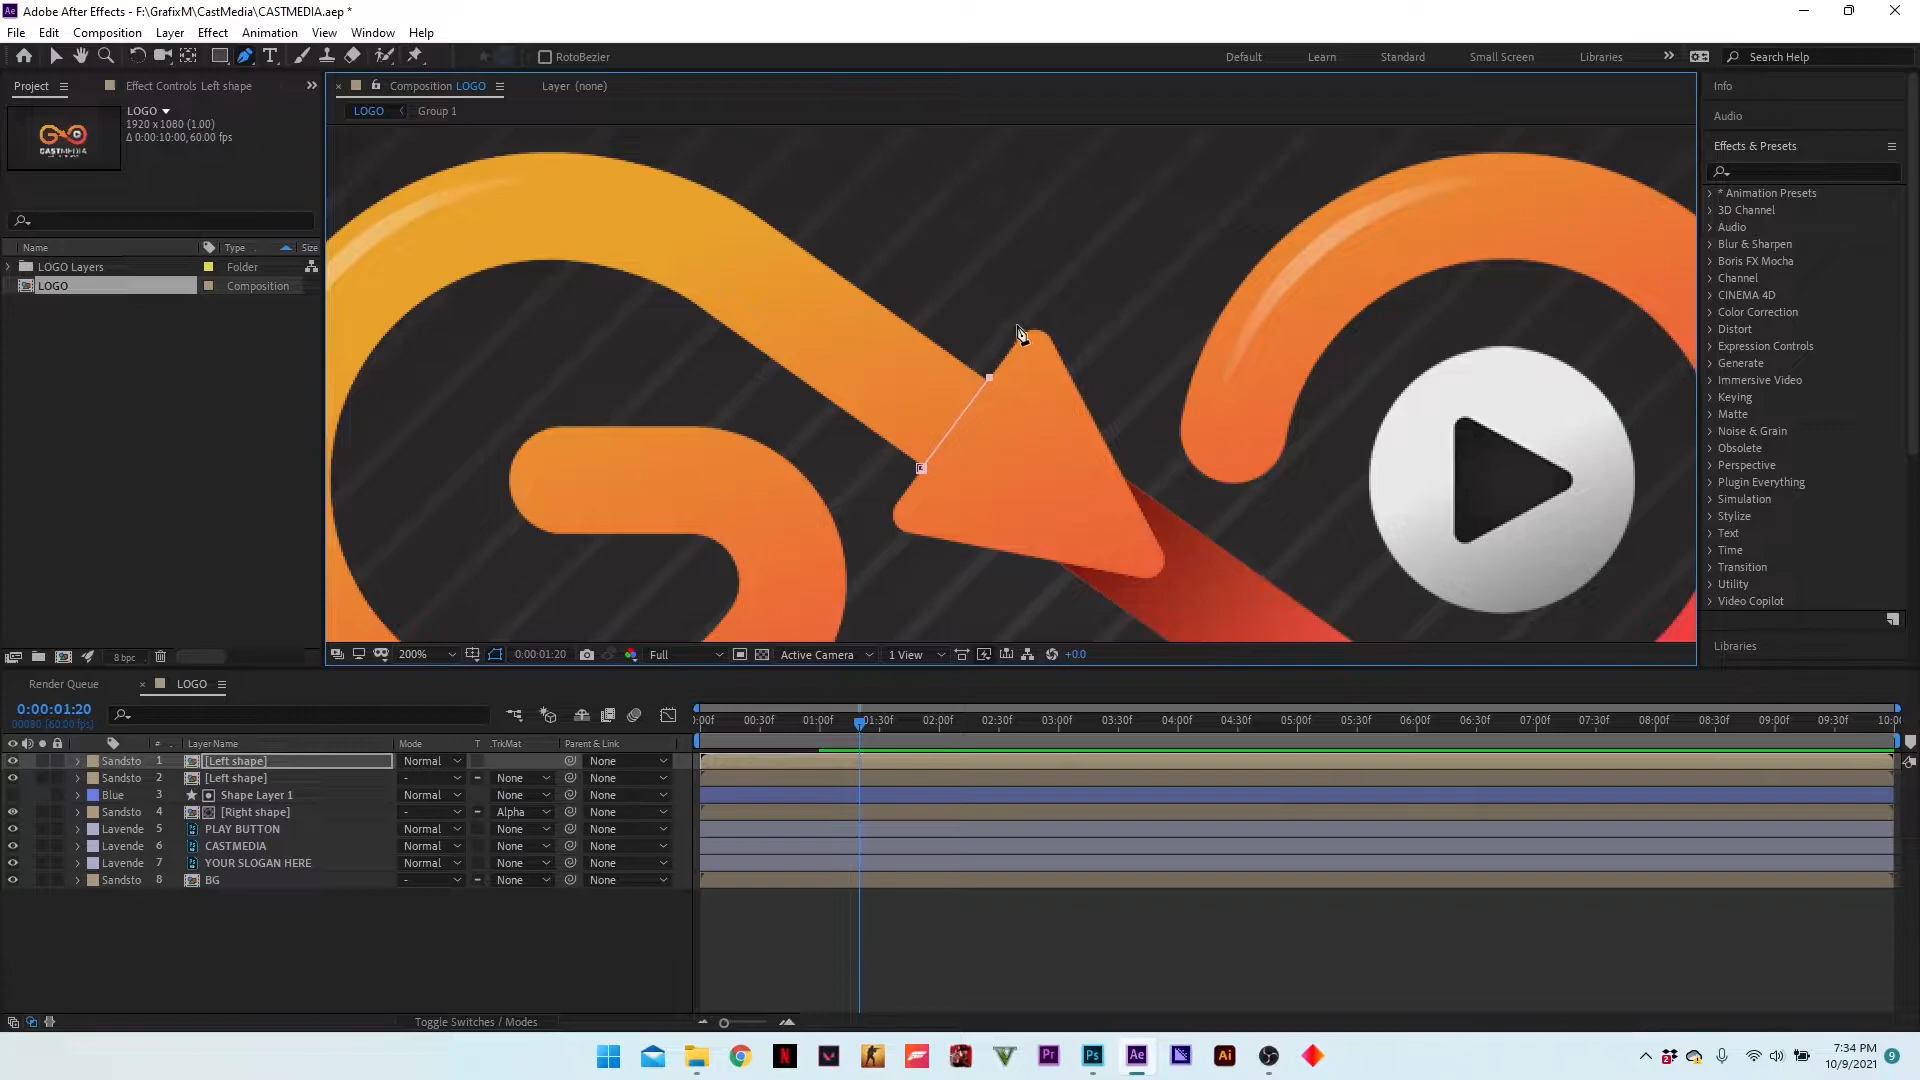 Adobe After Effects - F:\GrafixM\CastMedia\CASTMEDIA.aep *
File Edit Composition Layer Effect Animation View Window Help
RotoBezier Default Learn Standard Small Screen Libraries Search Help
Project Effect Controls Left shape
Composition LOGO Layer (none)
LOGO Group 1
LOGO
1920 x 1080 (1.00)
Δ 0:00:10:00, 60.00 fps
CASTMEDIA
Name Type Size
LOGO Layers Folder
LOGO Composition
8 bpc
200% 0:00:01:20 Full Active Camera 1 View +0.0
Info
Audio
Effects & Presets
* Animation Presets
3D Channel
Audio
Blur & Sharpen
Boris FX Mocha
Channel
CINEMA 4D
Color Correction
Distort
Expression Controls
Generate
Immersive Video
Keying
Matte
Noise & Grain
Obsolete
Perspective
Plugin Everything
Simulation
Stylize
Text
Time
Transition
Utility
Video Copilot
Libraries
Render Queue LOGO
0:00:01:20
00080 (60.00 fps)
):00f 00:30f 01:00f 01:30f 02:00f 02:30f 03:00f 03:30f 04:00f 04:30f 05:00f 05:30f 06:00f 06:30f 07:00f 07:30f 08:00f 08:30f 09:00f 09:30f 10:00
# Layer Name Mode T .TrkMat Parent & Link
Sandsto 1 [Left shape] Normal None
Sandsto 2 [Left shape] - None None
Blue 3 Shape Layer 1 Normal None None
Sandsto 4 [Right shape] - Alpha None
Lavende 5 PLAY BUTTON Normal None None
Lavende 6 CASTMEDIA Normal None None
Lavende 7 YOUR SLOGAN HERE Normal None None
Sandsto 8 BG - None None
Toggle Switches / Modes
7:34 PM
10/9/2021
9